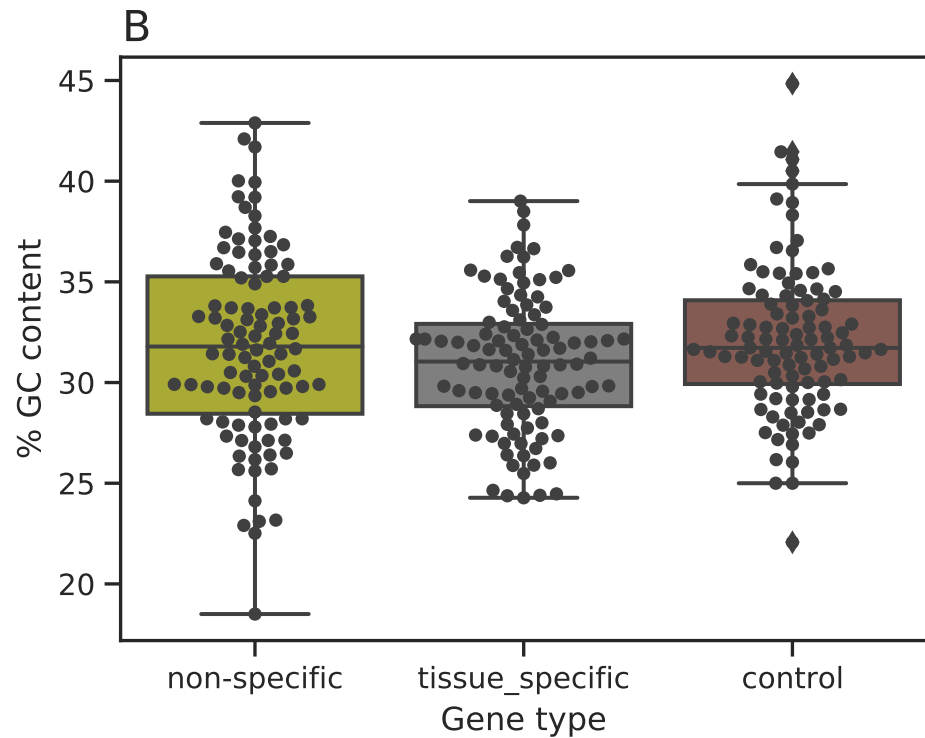 B
% GC content
45
40
35
30
25
20
non-specific
tissue_specific
control
Gene type